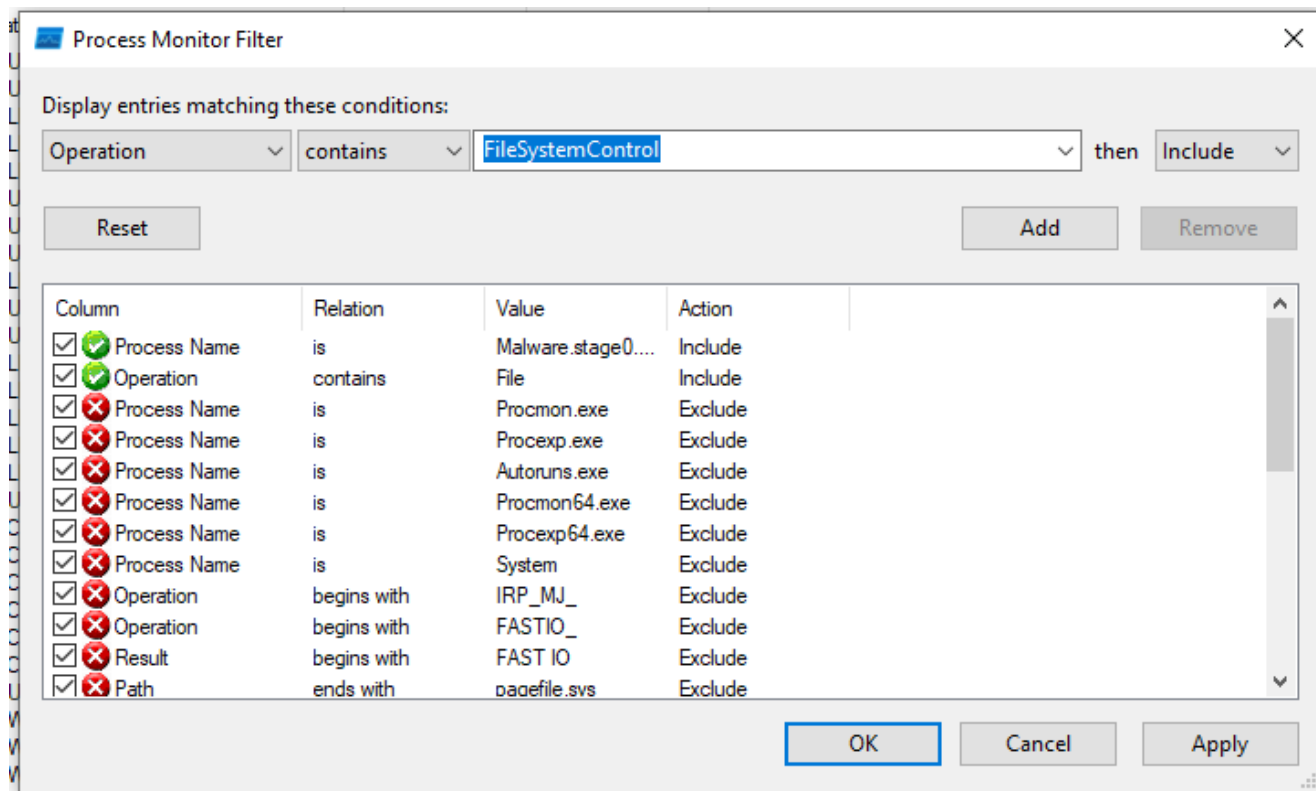 Process Monitor Filter
Display entries matching these conditions:
Operation contains FileSystemControl then Include
Reset Add Remove
Column Relation Value Action
Process Name is Malware.stage0.... Include
Operation contains File Include
Process Name is Procmon.exe Exclude
Process Name is Procexp.exe Exclude
Process Name is Autoruns.exe Exclude
Process Name is Procmon64.exe Exclude
Process Name is Procexp64.exe Exclude
Process Name is System Exclude
Operation begins with IRP_MJ_ Exclude
Operation begins with FASTIO_ Exclude
Result begins with FAST IO Exclude
Path ends with pagefile.sys Exclude
OK Cancel Apply